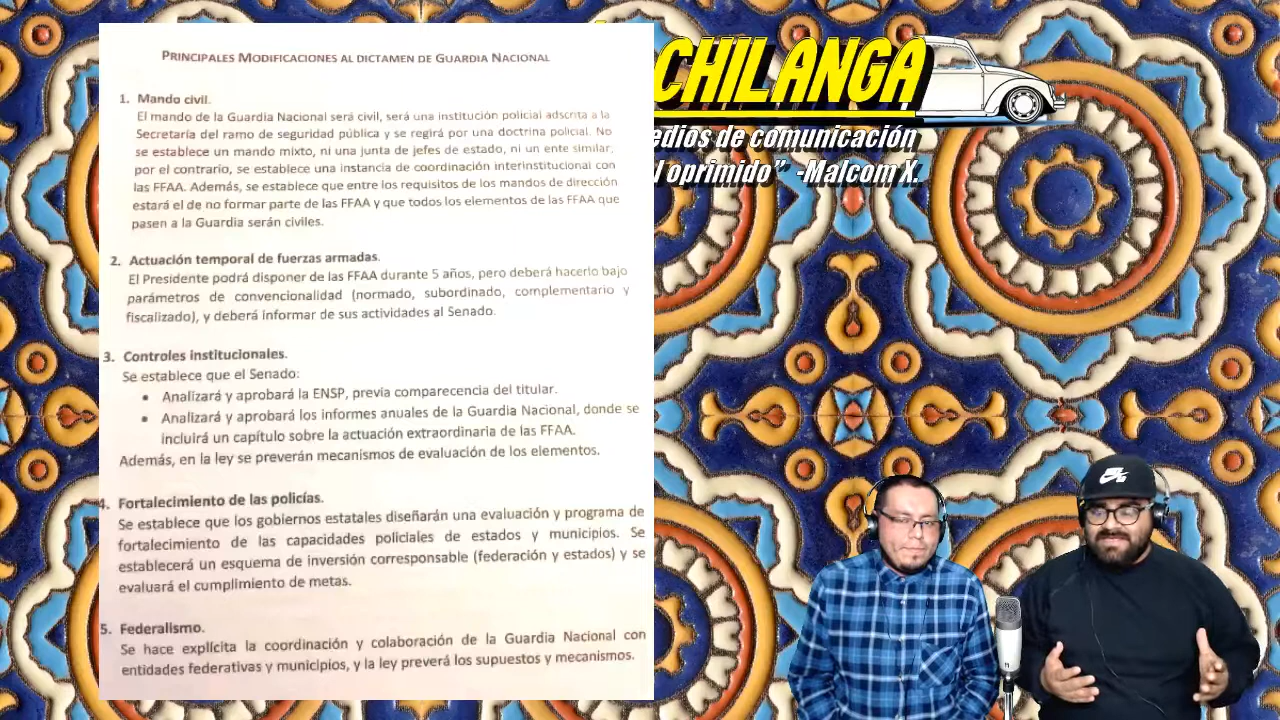 PRINCIPALES MODIFICACIONES AL DICTAMEN DE GUARDIA NACIONAL
1. Mando civil.
El mando de la Guardia Nacional será civil, será una institución policial adscrita a la
Secretaría del ramo de seguridad pública y se regirá por una doctrina policial. No
se establece un mando mixto, ni una junta de jefes de estado, ni un ente similar;
por el contrario, se establece una instancia de coordinación interinstitucional con
las FFAA. Además, se establece que entre los requisitos de los mandos de dirección
estará el de no formar parte de las FFAA y que todos los elementos de las FFAA que
pasen a la Guardia serán civiles.
2. Actuación temporal de fuerzas armadas.
El Presidente podrá disponer de las FFAA durante 5 años, pero deberá hacerlo bajo
parámetros de convencionalidad (normado, subordinado, complementario y
fiscalizado), y deberá informar de sus actividades al Senado.
3. Controles institucionales.
Se establece que el Senado:
• Analizará y aprobará la ENSP, previa comparecencia del titular.
• Analizará y aprobará los informes anuales de la Guardia Nacional, donde se
incluirá un capítulo sobre la actuación extraordinaria de las FFAA.
Además, en la ley se preverán mecanismos de evaluación de los elementos.
4. Fortalecimiento de las policías.
Se establece que los gobiernos estatales diseñarán una evaluación y programa de
fortalecimiento de las capacidades policiales de estados y municipios. Se
establecerá un esquema de inversión corresponsable (federación y estados) y se
evaluará el cumplimiento de metas.
5. Federalismo.
Se hace explícita la coordinación y colaboración de la Guardia Nacional con
entidades federativas y municipios, y la ley preverá los supuestos y mecanismos.
CHILANGA
edios de comunicación
l oprimido" -Malcom X.